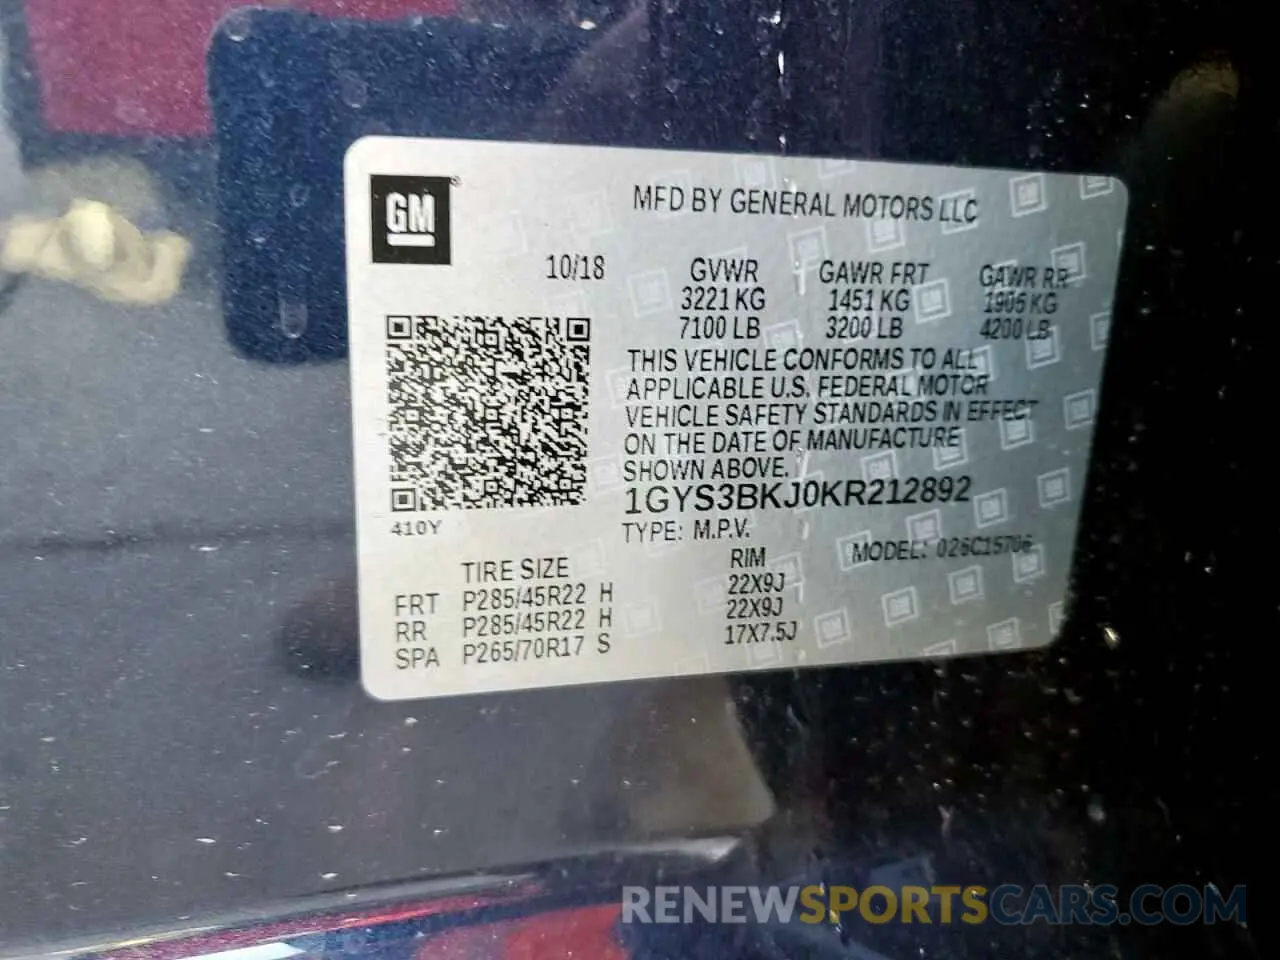 GM
MFD BY GENERAL MOTORS LLC
10/18
GVWR GAWR FRT GAWR RR
3221 KG 1451 KG 1905 KG
7100 LB 3200 LB 4200 LB
THIS VEHICLE CONFORMS TO ALL
APPLICABLE U.S. FEDERAL MOTOR
VEHICLE SAFETY STANDARDS IN EFFECT
ON THE DATE OF MANUFACTURE
SHOWN ABOVE.
1GYS3BKJ0KR212892
410Y
TYPE: M.P.V.
MODEL: 026C15706
TIRE SIZE RIM
FRT P285/45R22 H 22X9J
RR P285/45R22 H 22X9J
SPA P265/70R17 S 17X7.5J
RENEWSPORTSCARS.COM